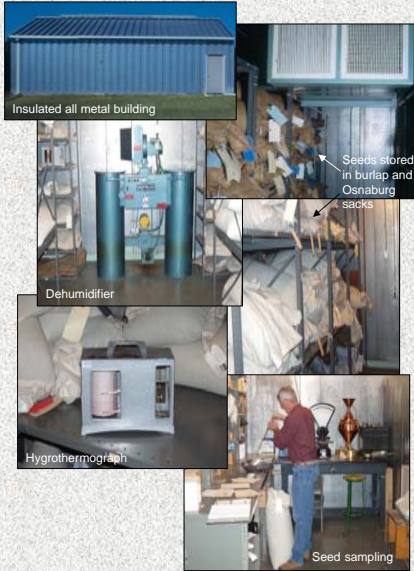 Insulated all metal building
Seeds stored
in burlap and
Osnaburg
sacks
Dehumidifier
Hygrothermograph
Seed sampling